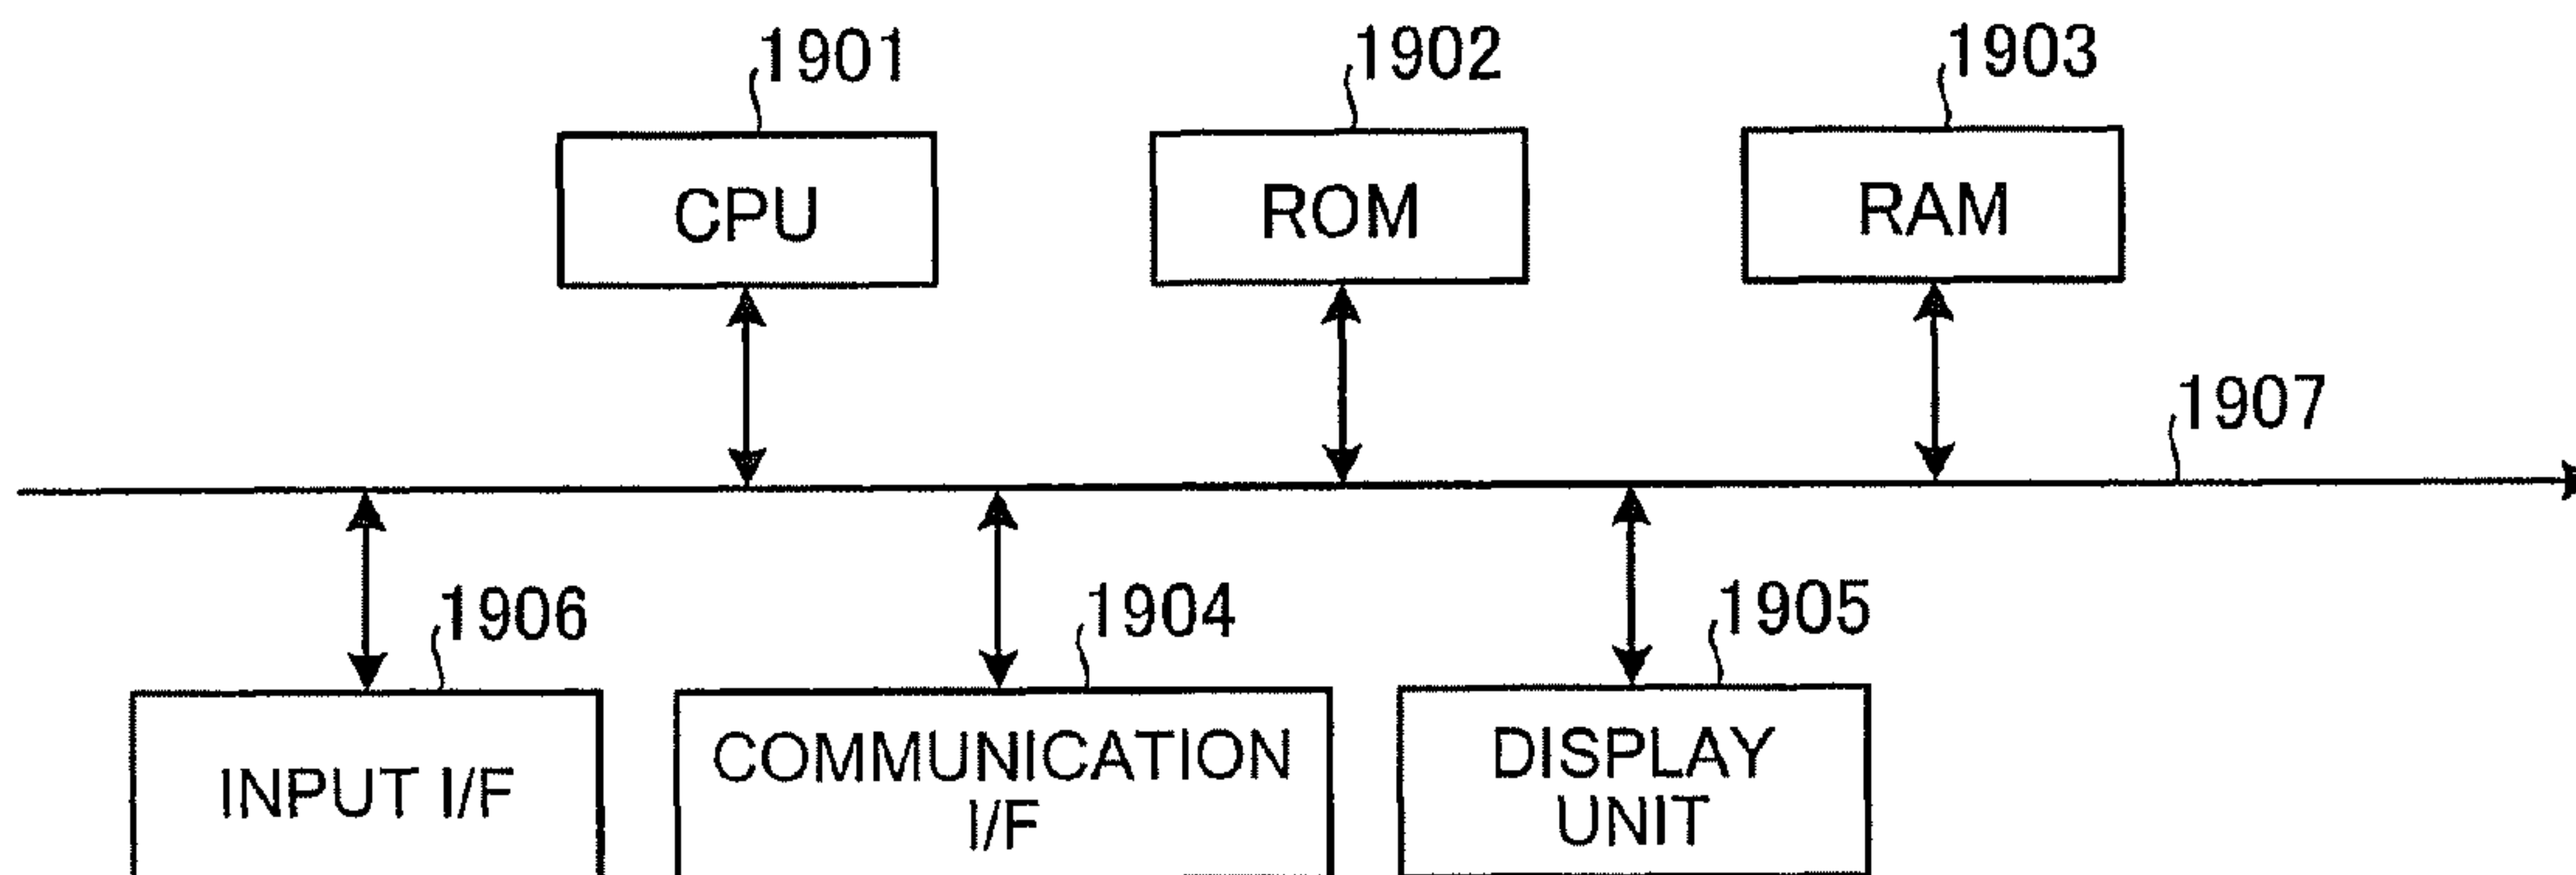 1901
1902
1903
CPU
ROM
RAM
1907
1906
1904
1905
INPUT I/F
COMMUNICATION
I/F
DISPLAY
UNIT